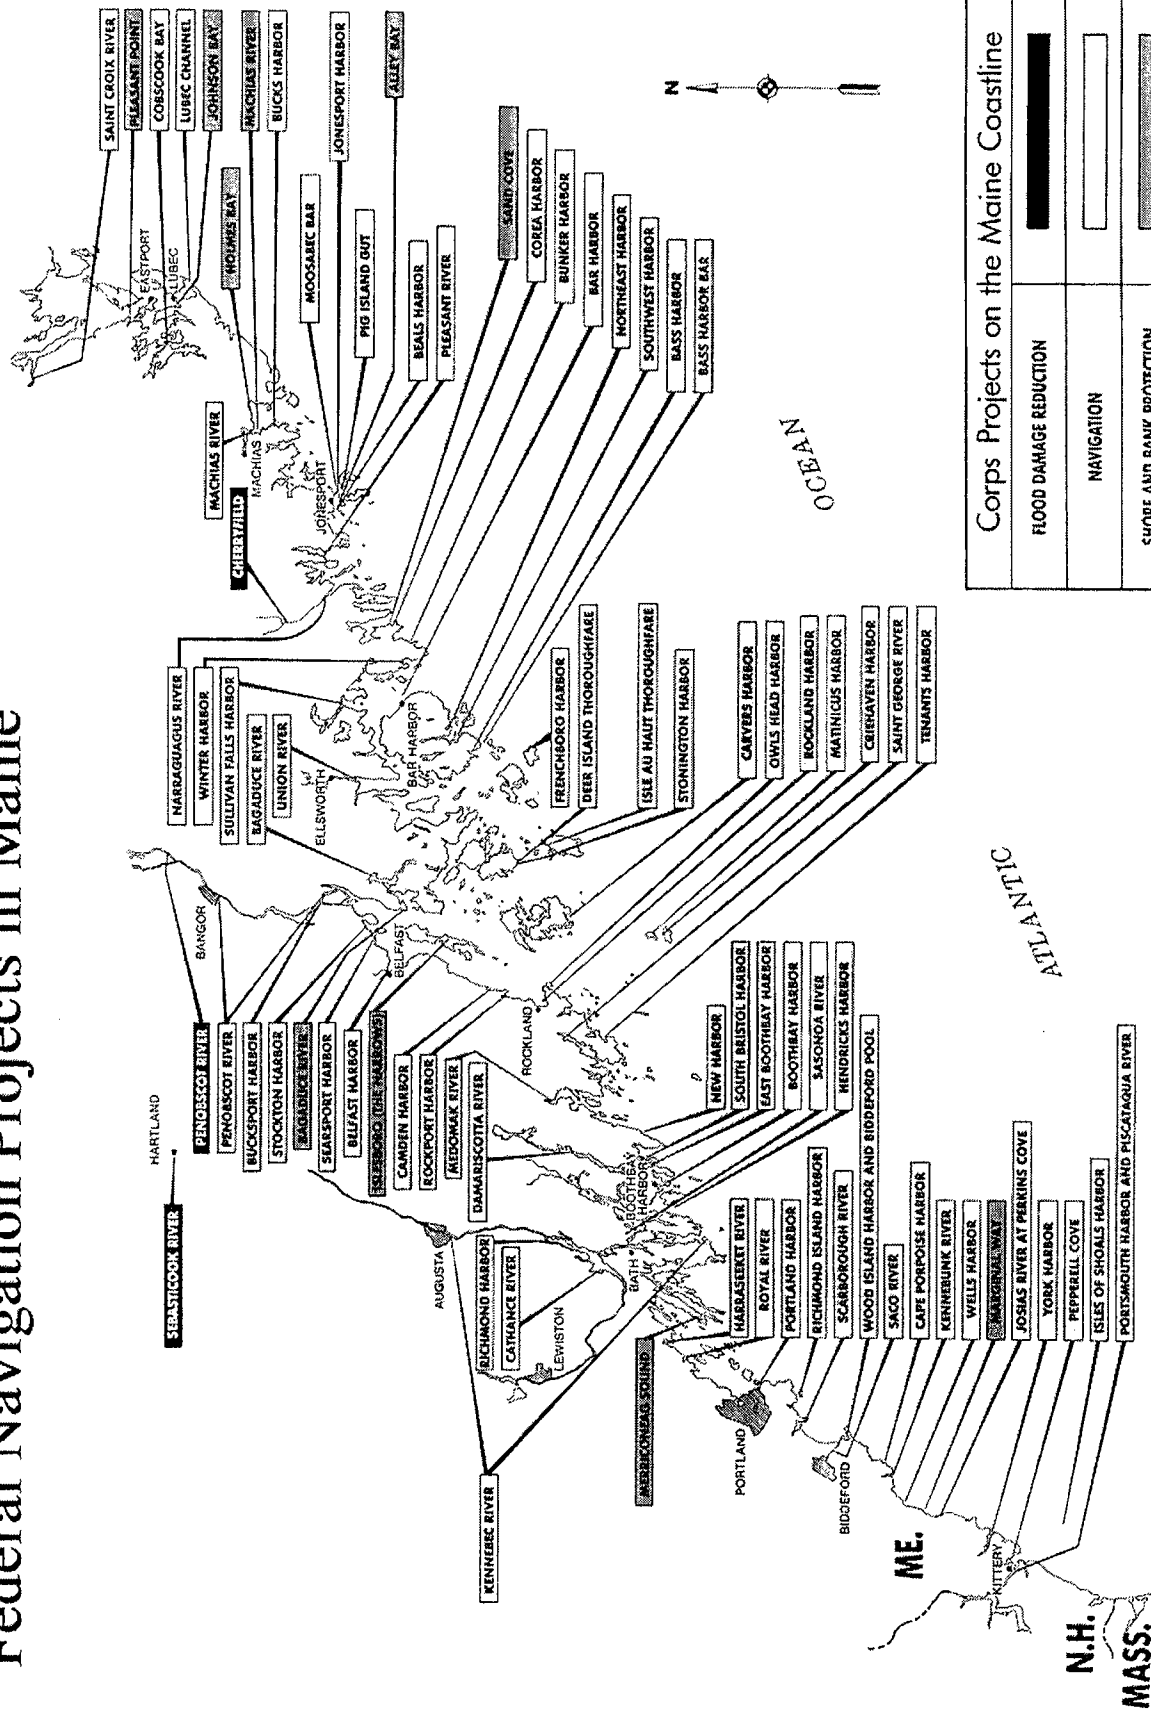 Federal Navigation Projects in Maine
SEBASTICOOK RIVER
HARTLAND
PENOBSCOT RIVER
PENOBSCOT RIVER
BUCKSPORT HARBOR
STOCKTON HARBOR
BAGADUCE RIVER
SEARSPORT HARBOR
BELFAST HARBOR
ISLESBORO (THE NARROWS)
CAMDEN HARBOR
ROCKPORT HARBOR
MEDOMAK RIVER
DAMARISCOTTA RIVER
BANGOR
NARRAGUAGUS RIVER
WINTER HARBOR
SULLIVAN FALLS HARBOR
BAGADUCE RIVER
UNION RIVER
ELLSWORTH
CHERRYFIELD
MACHIAS RIVER
MACHIAS
SAINT CROIX RIVER
PLEASANT POINT
COBSCOOK BAY
LUBEC CHANNEL
JOHNSON BAY
MACHIAS RIVER
BUCKS HARBOR
EASTPORT
LUBEC
HOLMES BAY
MOOSABEC BAR
JONESPORT HARBOR
PIG ISLAND GUT
ALLEY BAY
BEALS HARBOR
PLEASANT RIVER
JONESPORT
SAND COVE
COREA HARBOR
BUNKER HARBOR
BAR HARBOR
NORTHEAST HARBOR
SOUTHWEST HARBOR
BASS HARBOR
BASS HARBOR BAR
N
BAR HARBOR
BELFAST
AUGUSTA
RICHMOND HARBOR
CATHANCE RIVER
LEWISTON
KENNEBEC RIVER
ROCKLAND
BOOTHBAY
HARBOR
BATH
FRENCHBORO HARBOR
DEER ISLAND THOROUGHFARE
ISLE AU HAUT THOROUGHFARE
STONINGTON HARBOR
CARVERS HARBOR
OWLS HEAD HARBOR
ROCKLAND HARBOR
MATINICUS HARBOR
CRIEHAVEN HARBOR
SAINT GEORGE RIVER
TENANTS HARBOR
NEW HARBOR
SOUTH BRISTOL HARBOR
EAST BOOTHBAY HARBOR
BOOTHBAY HARBOR
SASONOA RIVER
HENDRICKS HARBOR
MERRICONEAG SOUND
HARRASEEKET RIVER
ROYAL RIVER
PORTLAND HARBOR
RICHMOND ISLAND HARBOR
SCARBOROUGH RIVER
WOOD ISLAND HARBOR AND BIDDEFORD POOL
SACO RIVER
CAPE PORPOISE HARBOR
KENNEBUNK RIVER
WELLS HARBOR
MARGINAL WAY
JOSIAS RIVER AT PERKINS COVE
YORK HARBOR
PEPPERELL COVE
ISLES OF SHOALS HARBOR
PORTSMOUTH HARBOR AND PISCATAQUA RIVER
PORTLAND
BIDDEFORD
KITTERY
ME.
N.H.
MASS.
ATLANTIC
OCEAN
Corps Projects on the Maine Coastline
FLOOD DAMAGE REDUCTION
NAVIGATION
SHORE AND BANK PROTECTION